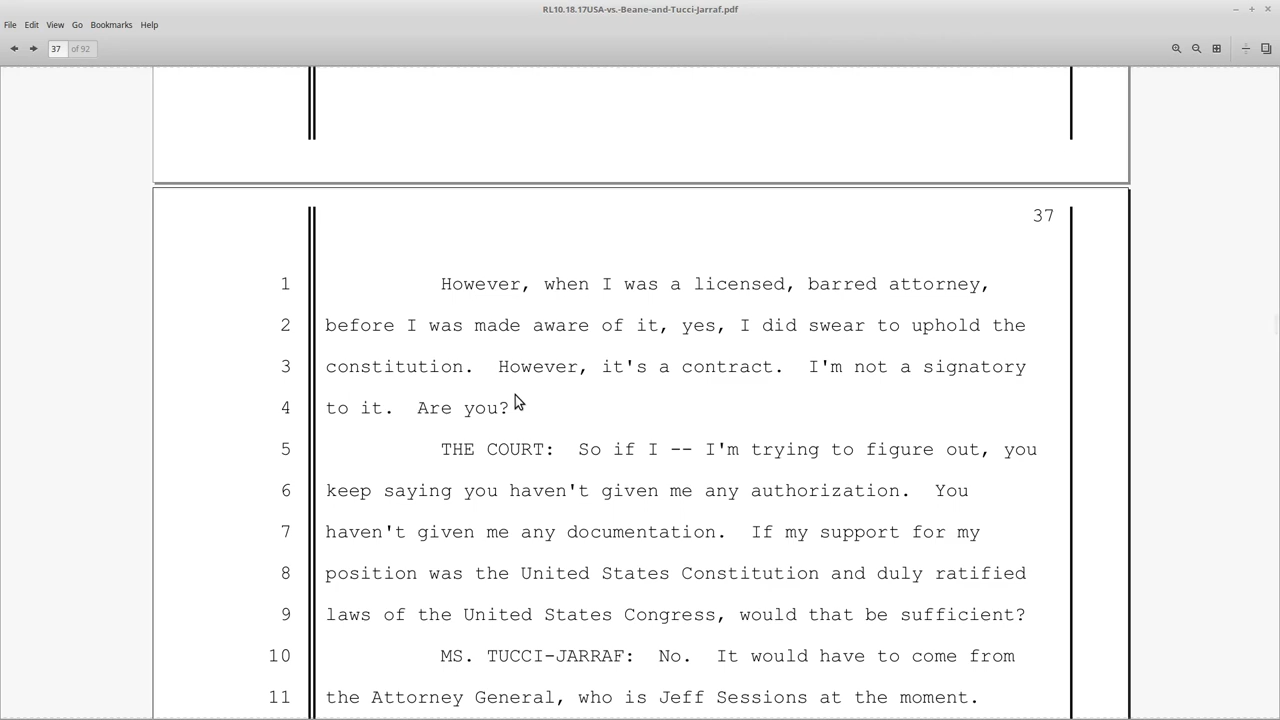 RL10.18.17USA-vs.-Beane-and-Tucci-Jarraf.pdf
File Edit View Go Bookmarks Help
37 of 92
37
1 However, when I was a licensed, barred attorney,
2 before I was made aware of it, yes, I did swear to uphold the
3 constitution. However, it's a contract. I'm not a signatory
4 to it. Are you?
5 THE COURT: So if I -- I'm trying to figure out, you
6 keep saying you haven't given me any authorization. You
7 haven't given me any documentation. If my support for my
8 position was the United States Constitution and duly ratified
9 laws of the United States Congress, would that be sufficient?
10 MS. TUCCI-JARRAF: No. It would have to come from
11 the Attorney General, who is Jeff Sessions at the moment.